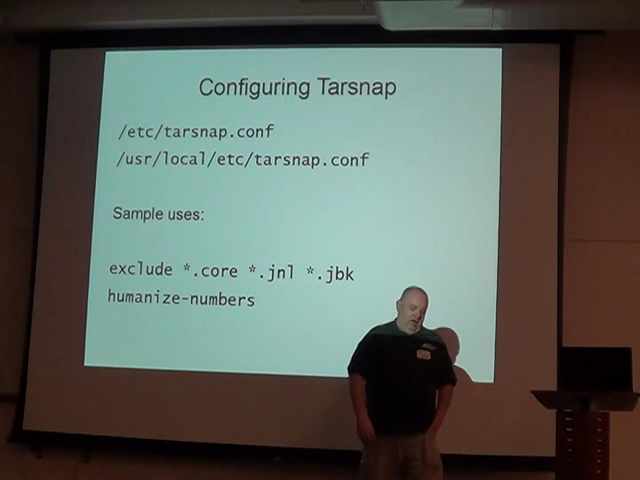 Configuring Tarsnap
/etc/tarsnap.conf
/usr/local/etc/tarsnap.conf
Sample uses:
exclude *.core *.jnl *.jbk
humanize-numbers